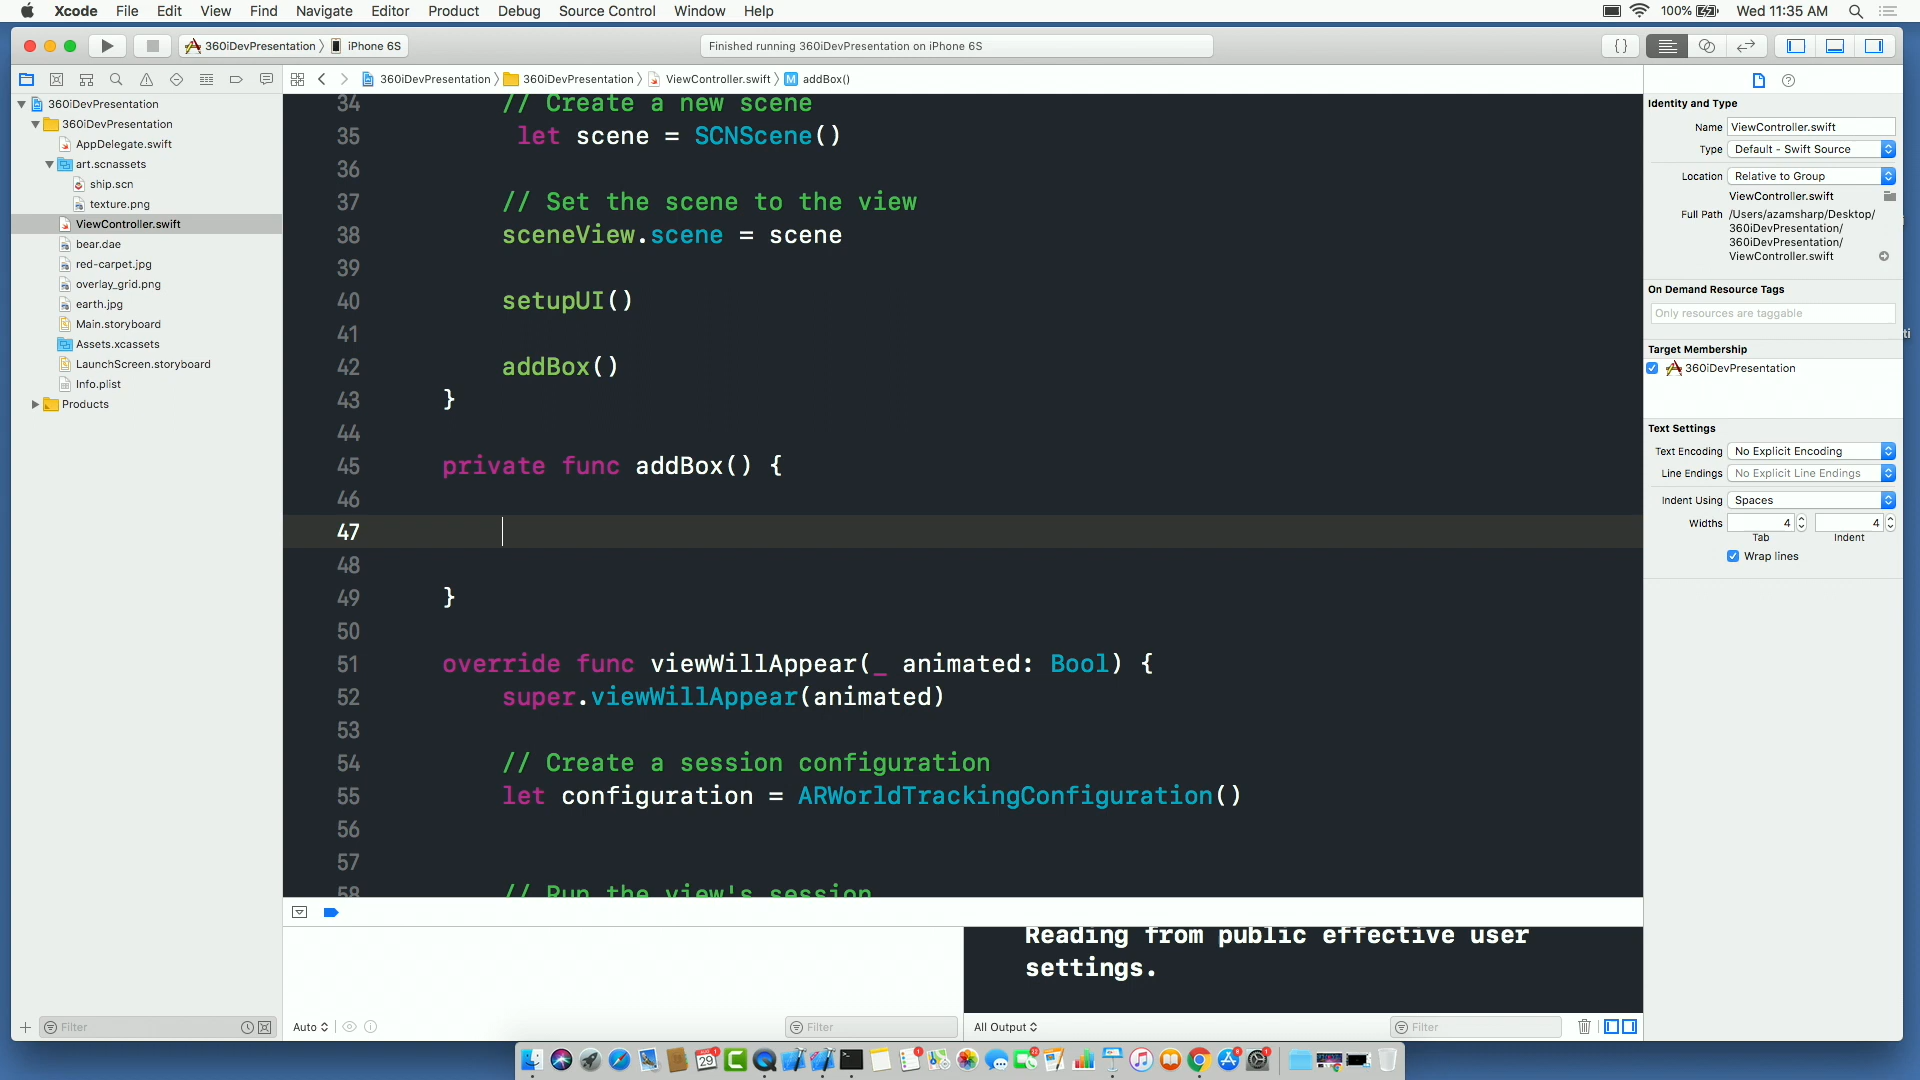 Xcode File Edit View Find Navigate Editor Product Debug Source Control Window Help
100% Wed 11:35 AM
360iDevPresentation iPhone 6S
Finished running 360iDevPresentation on iPhone 6S
{ }
360iDevPresentation 360iDevPresentation ViewController.swift M addBox()
360iDevPresentation
360iDevPresentation
AppDelegate.swift
art.scnassets
ship.scn
texture.png
ViewController.swift
bear.dae
red-carpet.jpg
overlay_grid.png
earth.jpg
Main.storyboard
Assets.xcassets
LaunchScreen.storyboard
Info.plist
Products
Filter
34 // Create a new scene
35 let scene = SCNScene()
36
37 // Set the scene to the view
38 sceneView.scene = scene
39
40 setupUI()
41
42 addBox()
43 }
44
45 private func addBox() {
46
47
48
49 }
50
51 override func viewWillAppear(_ animated: Bool) {
52 super.viewWillAppear(animated)
53
54 // Create a session configuration
55 let configuration = ARWorldTrackingConfiguration()
56
57
58 // Run the view's session
Auto
Filter
Reading from public effective user
settings.
All Output
Filter
Identity and Type
Name ViewController.swift
Type Default - Swift Source
Location Relative to Group
ViewController.swift
Full Path /Users/azamsharp/Desktop/
360iDevPresentation/
360iDevPresentation/
ViewController.swift
On Demand Resource Tags
Only resources are taggable
Target Membership
360iDevPresentation
Text Settings
Text Encoding No Explicit Encoding
Line Endings No Explicit Line Endings
Indent Using Spaces
Widths 4 4
Tab Indent
Wrap lines
ti
29